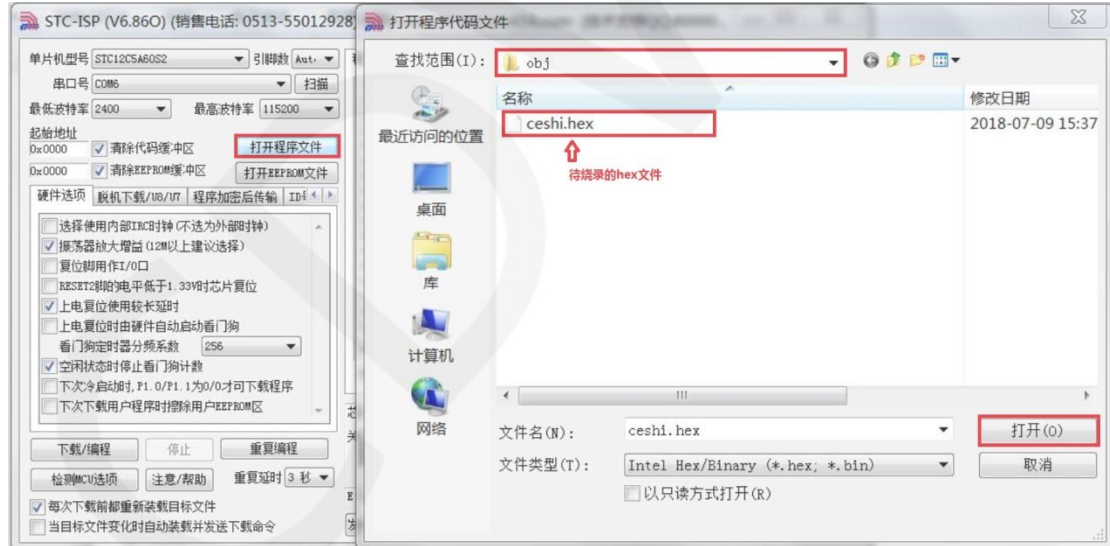 STC-ISP (V6.86O) (销售电话: 0513-55012928)
单片机型号 STC12C5A60S2 引脚数 Aut
串口号 COM6 扫描
最低波特率 2400 最高波特率 115200
起始地址
0x0000 清除代码缓冲区 打开程序文件
0x0000 清除EEPROM缓冲区 打开EEPROM文件
硬件选项 脱机下载/U8/U7 程序加密后传输
选择使用内部IRC时钟(不选为外部时钟)
振荡器放大增益(12M以上建议选择)
复位脚用作I/O口
RESET2脚的电平低于1.33V时芯片复位
上电复位使用较长延时
上电复位时由硬件自动启动看门狗
看门狗定时器分频系数 256
空闲状态时停止看门狗计数
下次冷启动时,P1.0/P1.1为0/0才可下载程序
下次下载用户程序时擦除用户EEPROM区
下载/编程 停止 重复编程
检测MCU选项 注意/帮助 重复延时 3 秒
每次下载前都重新装载目标文件
当目标文件变化时自动装载并发送下载命令
打开程序代码文件
查找范围(I): obj
名称 修改日期
ceshi.hex 2018-07-09 15:37
待烧录的hex文件
最近访问的位置
桌面
库
计算机
网络
文件名(N): ceshi.hex 打开(O)
文件类型(T): Intel Hex/Binary (*.hex; *.bin) 取消
以只读方式打开(R)